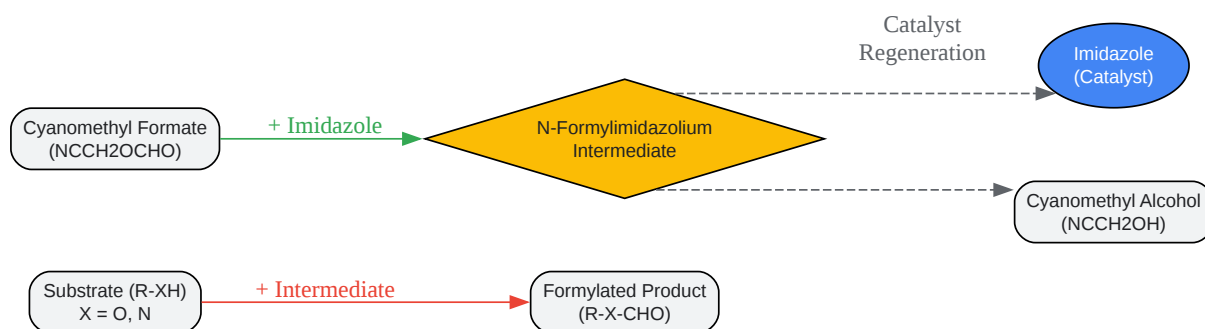 Catalyst
Regeneration
Imidazole
(Catalyst)
Cyanomethyl Formate
(NCCH2OCHO)
+ Imidazole
N-Formylimidazolium
Intermediate
Cyanomethyl Alcohol
(NCCH2OH)
Substrate (R-XH)
X = O, N
+ Intermediate
Formylated Product
(R-X-CHO)